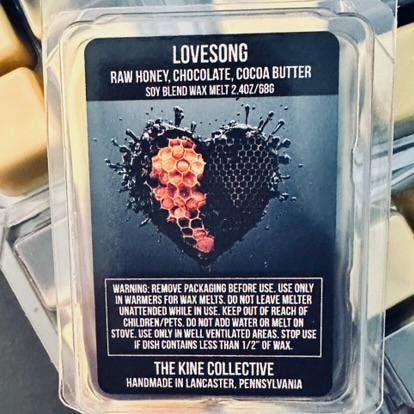 LOVESONG
RAW HONEY, CHOCOLATE, COCOA BUTTER
SOY BLEND WAX MELT 2.4OZ/68G
WARNING: REMOVE PACKAGING BEFORE USE. USE ONLY
IN WARMERS FOR WAX MELTS. DO NOT LEAVE MELTER
UNATTENDED WHILE IN USE. KEEP OUT OF REACH OF
CHILDREN/PETS. DO NOT ADD WATER OR MELT ON
STOVE. USE ONLY IN WELL VENTILATED AREAS. STOP USE
IF DISH CONTAINS LESS THAN 1/2" OF WAX.
THE KINE COLLECTIVE
HANDMADE IN LANCASTER, PENNSYLVANIA